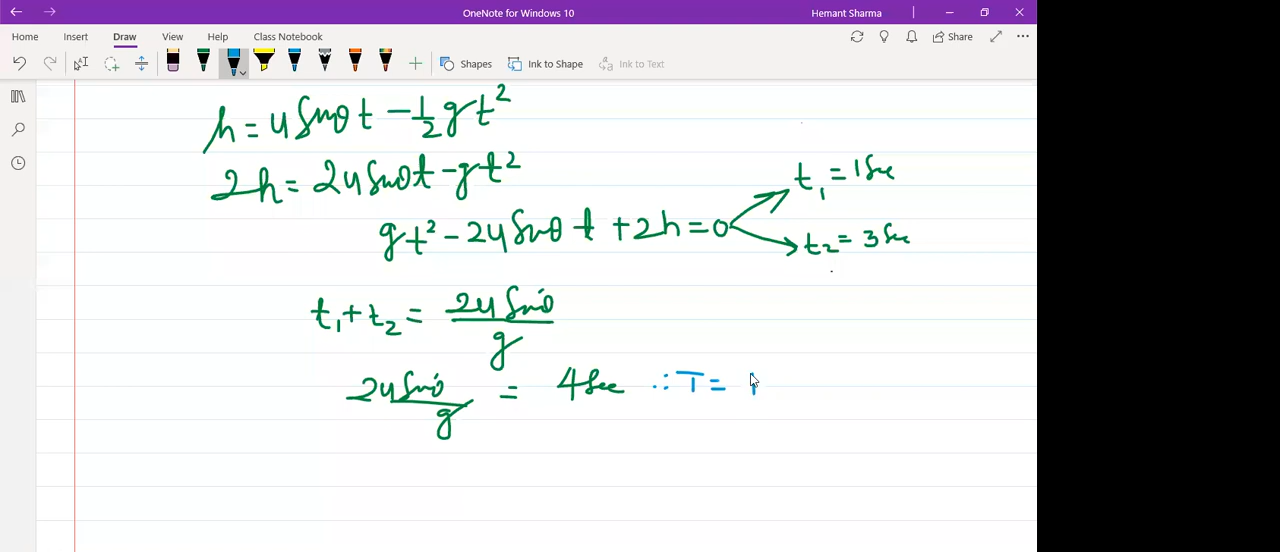 OneNote for Windows 10
Hemant Sharma
Home Insert Draw View Help Class Notebook
Share
Shapes Ink to Shape Ink to Text
h = u Sinθ t - 1/2 g t²
2h = 2u Sinθ t - g t²
g t² - 2u Sinθ t + 2h = 0
t₁ = 1 Sec
t₂ = 3 Sec
t₁ + t₂ = 2u Sinθ / g
2u Sinθ / g = 4 Sec ∴ T =